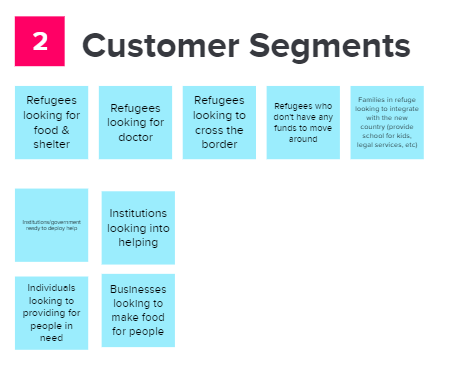 2
Customer Segments
Refugees
looking for
food &
shelter
Refugees
looking for
doctor
Refugees
looking to
cross the
border
Refugees who
don't have any
funds to move
around
Families in refuge
looking to integrate
with the new
country (provide
school for kids,
legal services, etc)
Institutions/government
ready to deploy help
Institutions
looking into
helping
Individuals
looking to
providing for
people in
need
Businesses
looking to
make food
for people